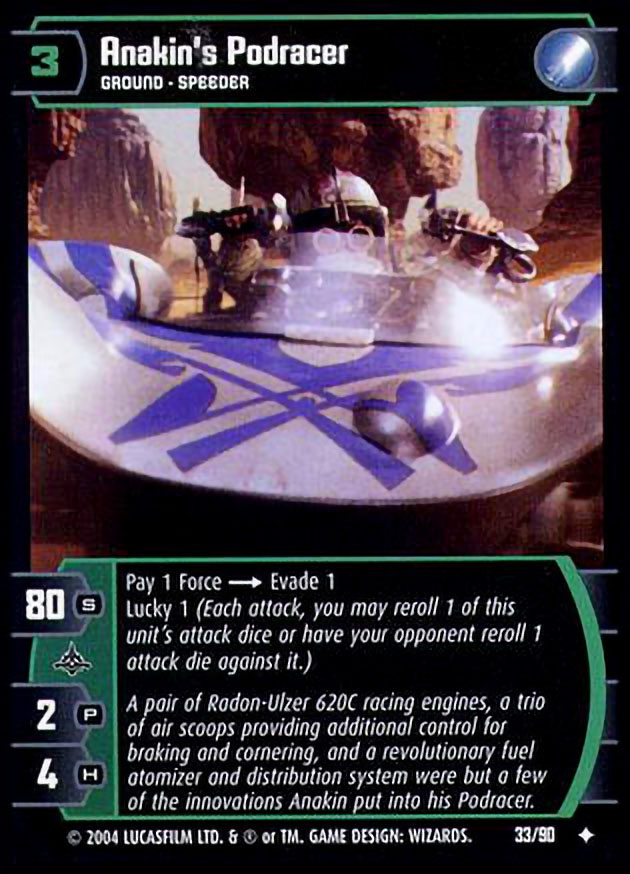 3
Anakin's Podracer
GROUND - SPEEDER
Pay 1 Force → Evade 1
80 S
Lucky 1 (Each attack, you may reroll 1 of this
unit's attack dice or have your opponent reroll 1
attack die against it.)
2 P
4 H
A pair of Radon-Ulzer 620C racing engines, a trio
of air scoops providing additional control for
braking and cornering, and a revolutionary fuel
atomizer and distribution system were but a few
of the innovations Anakin put into his Podracer.
© 2004 LUCASFILM LTD. & ® or TM. GAME DESIGN: WIZARDS.
33/90